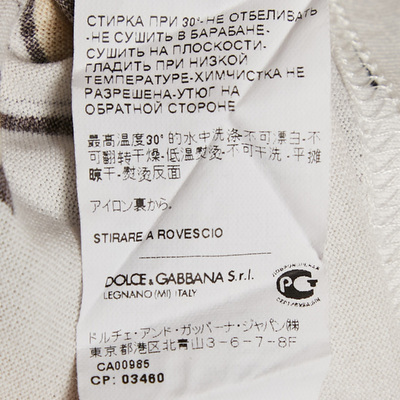 СТИРКА ПРИ 30°-НЕ ОТБЕЛИВАТЬ
-НЕ СУШИТЬ В БАРАБАНЕ-
СУШИТЬ НА ПЛОСКОСТИ-
ГЛАДИТЬ ПРИ НИЗКОЙ
ТЕМПЕРАТУРЕ-ХИМЧИСТКА НЕ
РАЗРЕШЕНА-УТЮГ НА
ОБРАТНОЙ СТОРОНЕ
最高温度30°的水中洗涤-不可漂白-不
可翻转干燥-低温熨烫-不可干洗-平摊
晾干-熨烫反面
アイロン裏から。
STIRARE A ROVESCIO
DOLCE & GABBANA S.r.l.
LEGNANO (MI) ITALY
РСТ
ドルチェ・アンド・ガッバーナ・ジャパン(株)
東京都港区北青山3-6-7-8F
CA00985
CP: 03460